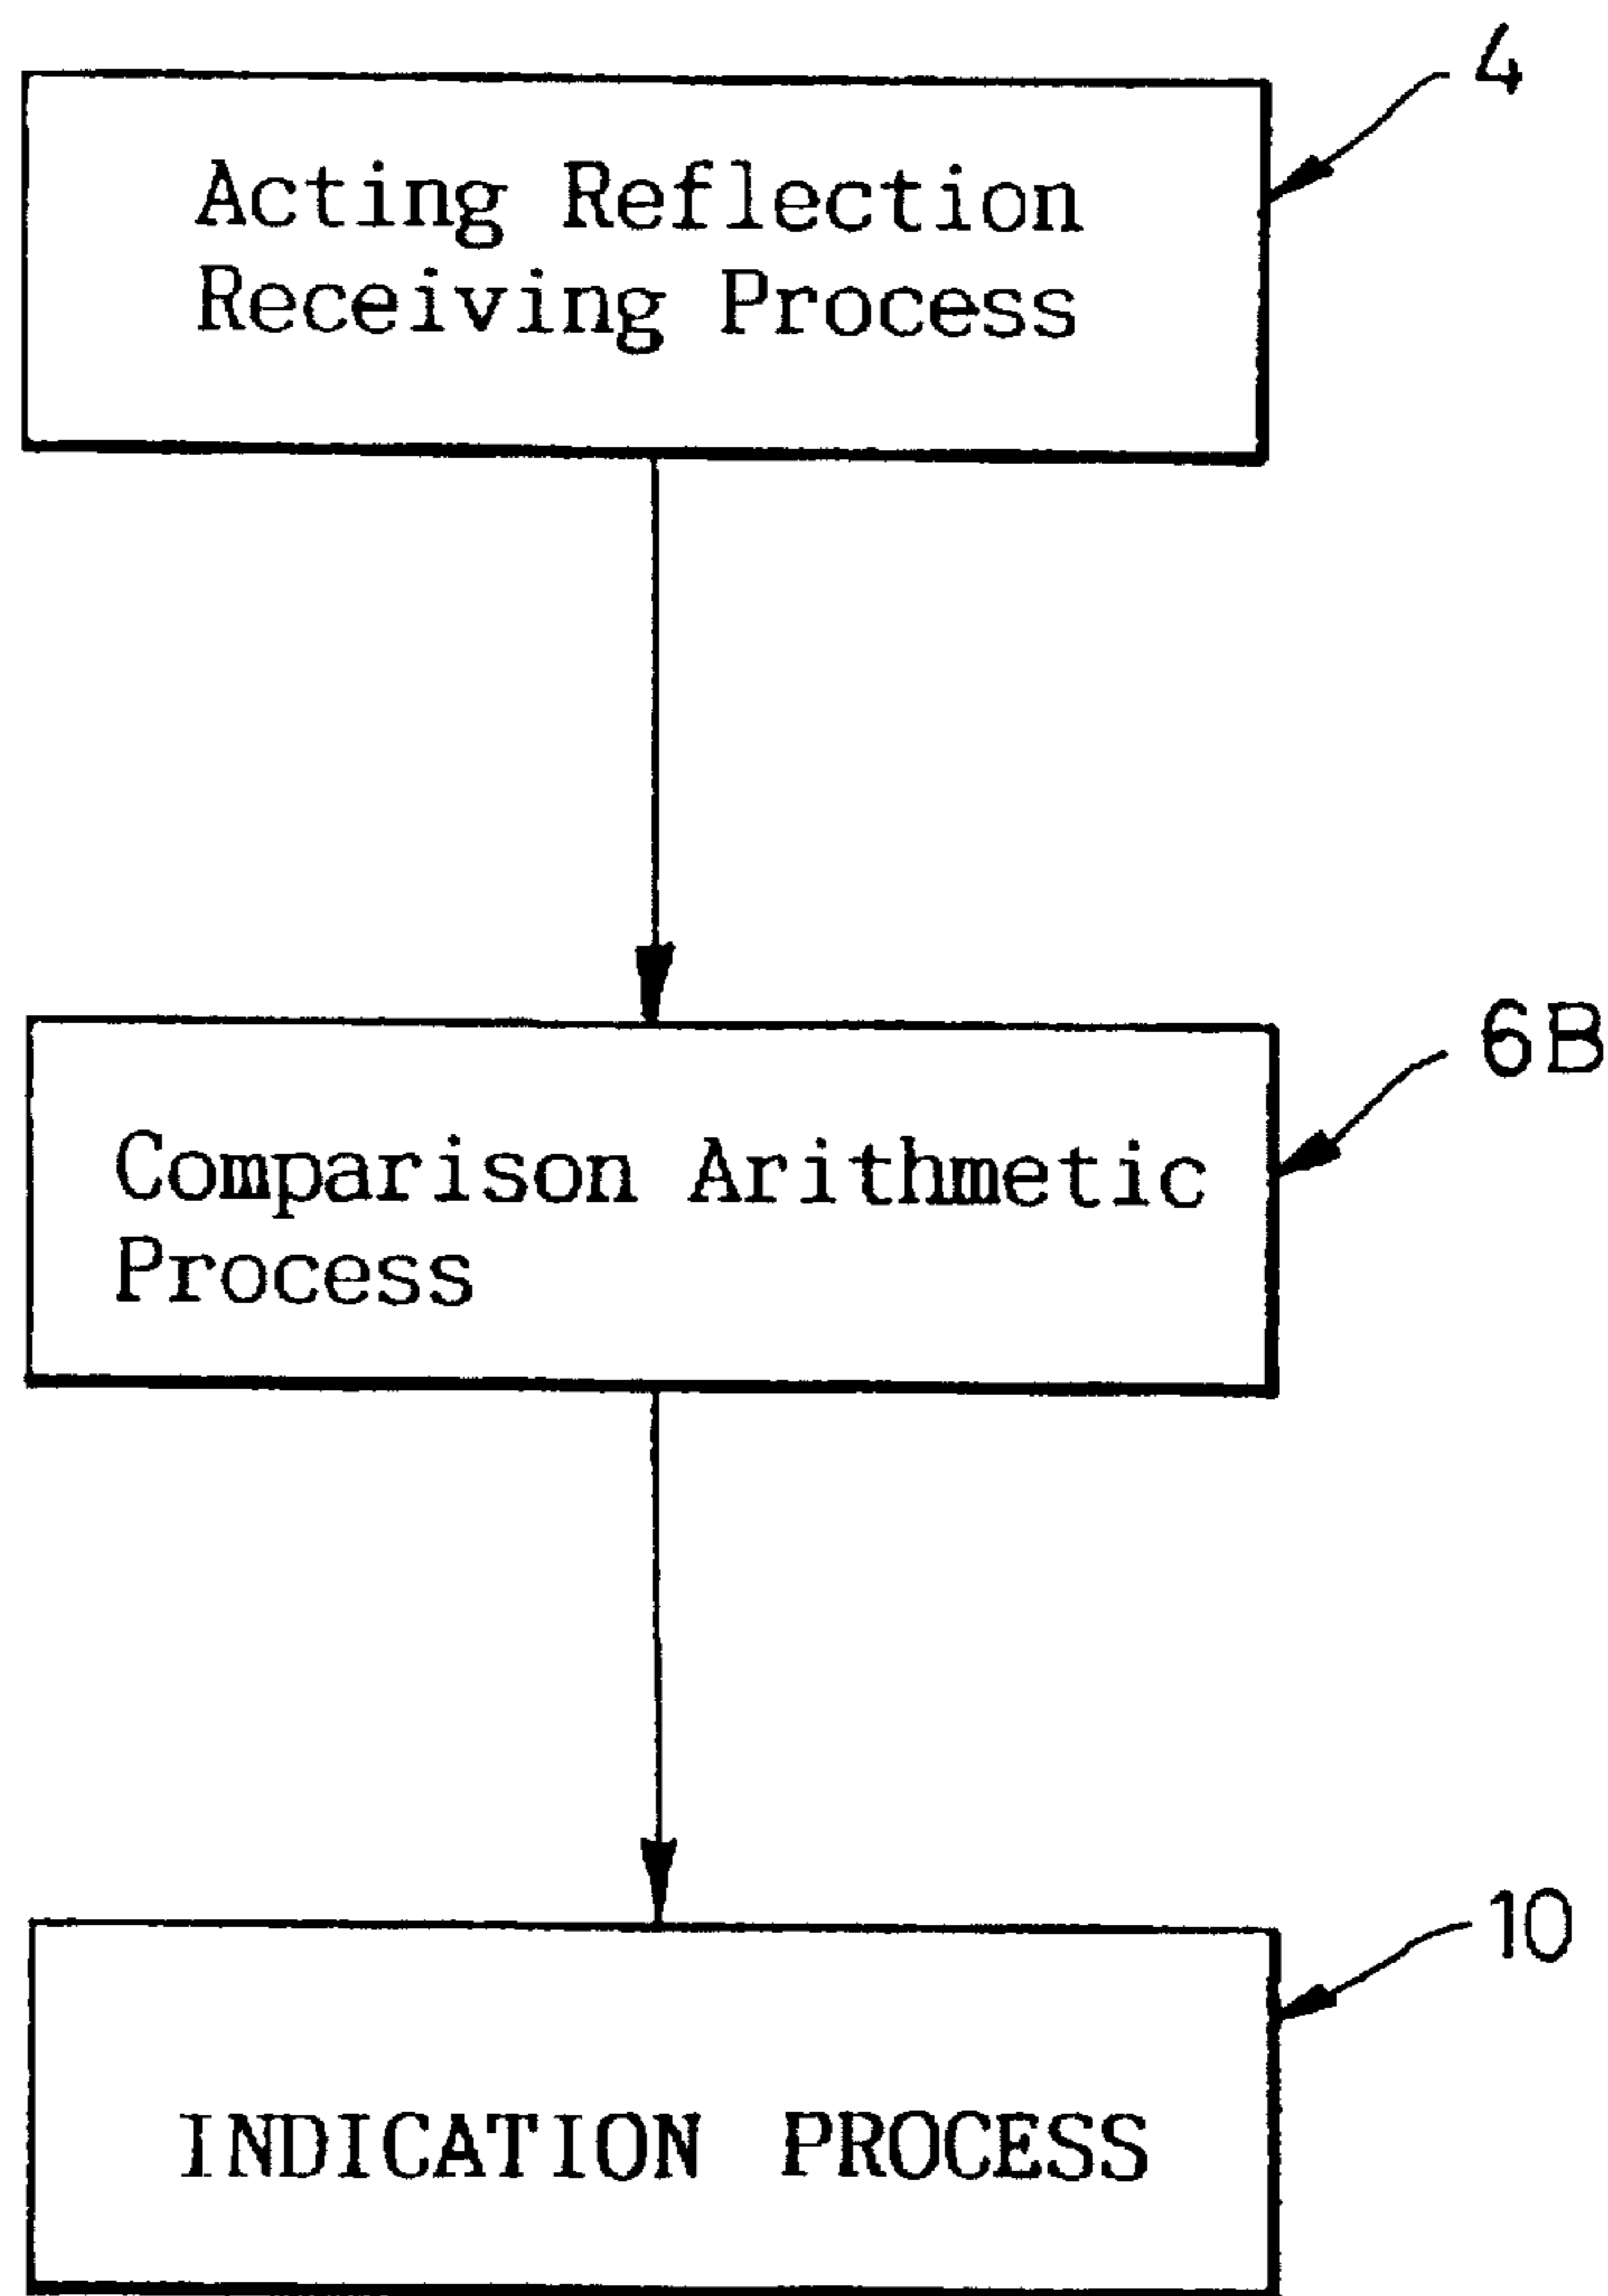 4
Acting Reflection
Receiving Process
6B
Comparison Arithmetic
Process
10
INDICATION PROCESS